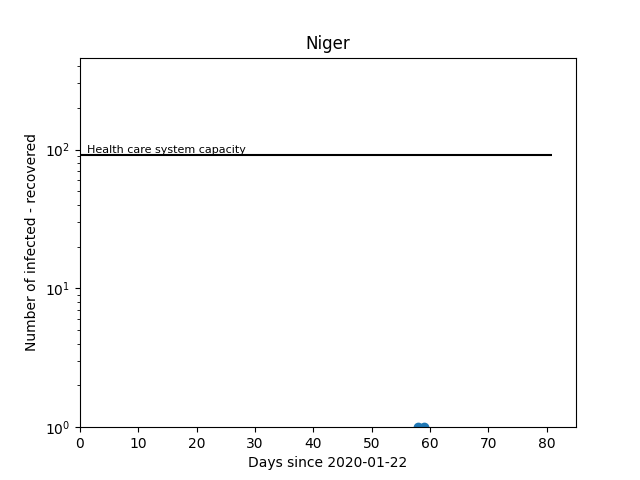 Niger
Number of infected - recovered
10^2
10^1
10^0
Health care system capacity
0 10 20 30 40 50 60 70 80
Days since 2020-01-22